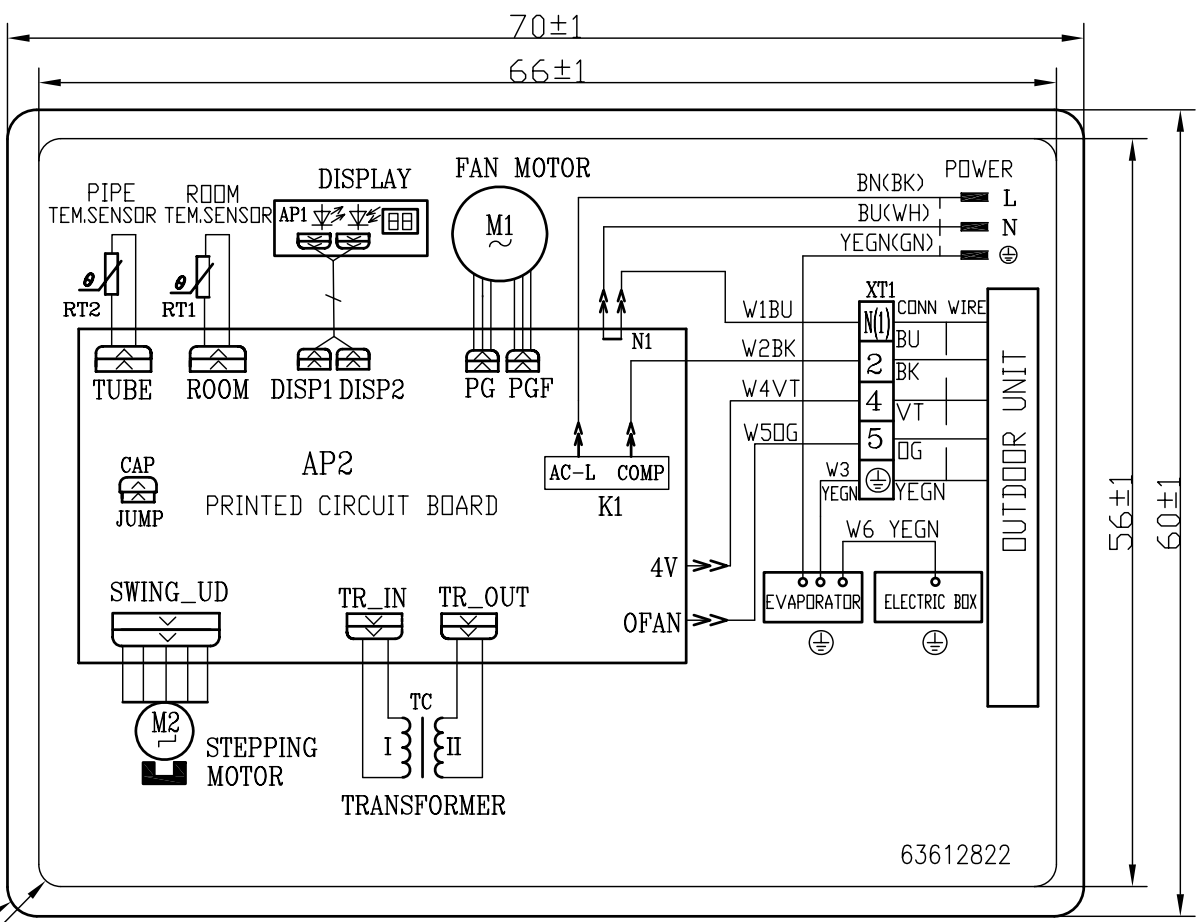 70±1
66±1
PIPE
TEM.SENSOR
ROOM
TEM.SENSOR
DISPLAY
AP1
FAN MOTOR
M1
POWER
BN(BK)
L
BU(WH)
N
YEGN(GN)
θ
RT2
θ
RT1
XT1
CONN WIRE
W1BU
N(1)
BU
N1
W2BK
2
BK
W4VT
4
VT
W5OG
5
OG
W3
YEGN
YEGN
OUTDOOR UNIT
TUBE
ROOM
DISP1
DISP2
PG
PGF
CAP
JUMP
AP2
PRINTED CIRCUIT BOARD
AC-L
COMP
K1
W6 YEGN
4V
OFAN
EVAPORATOR
ELECTRIC BOX
SWING_UD
TR_IN
TR_OUT
M2
STEPPING
MOTOR
TC
I
II
TRANSFORMER
63612822
56±1
60±1